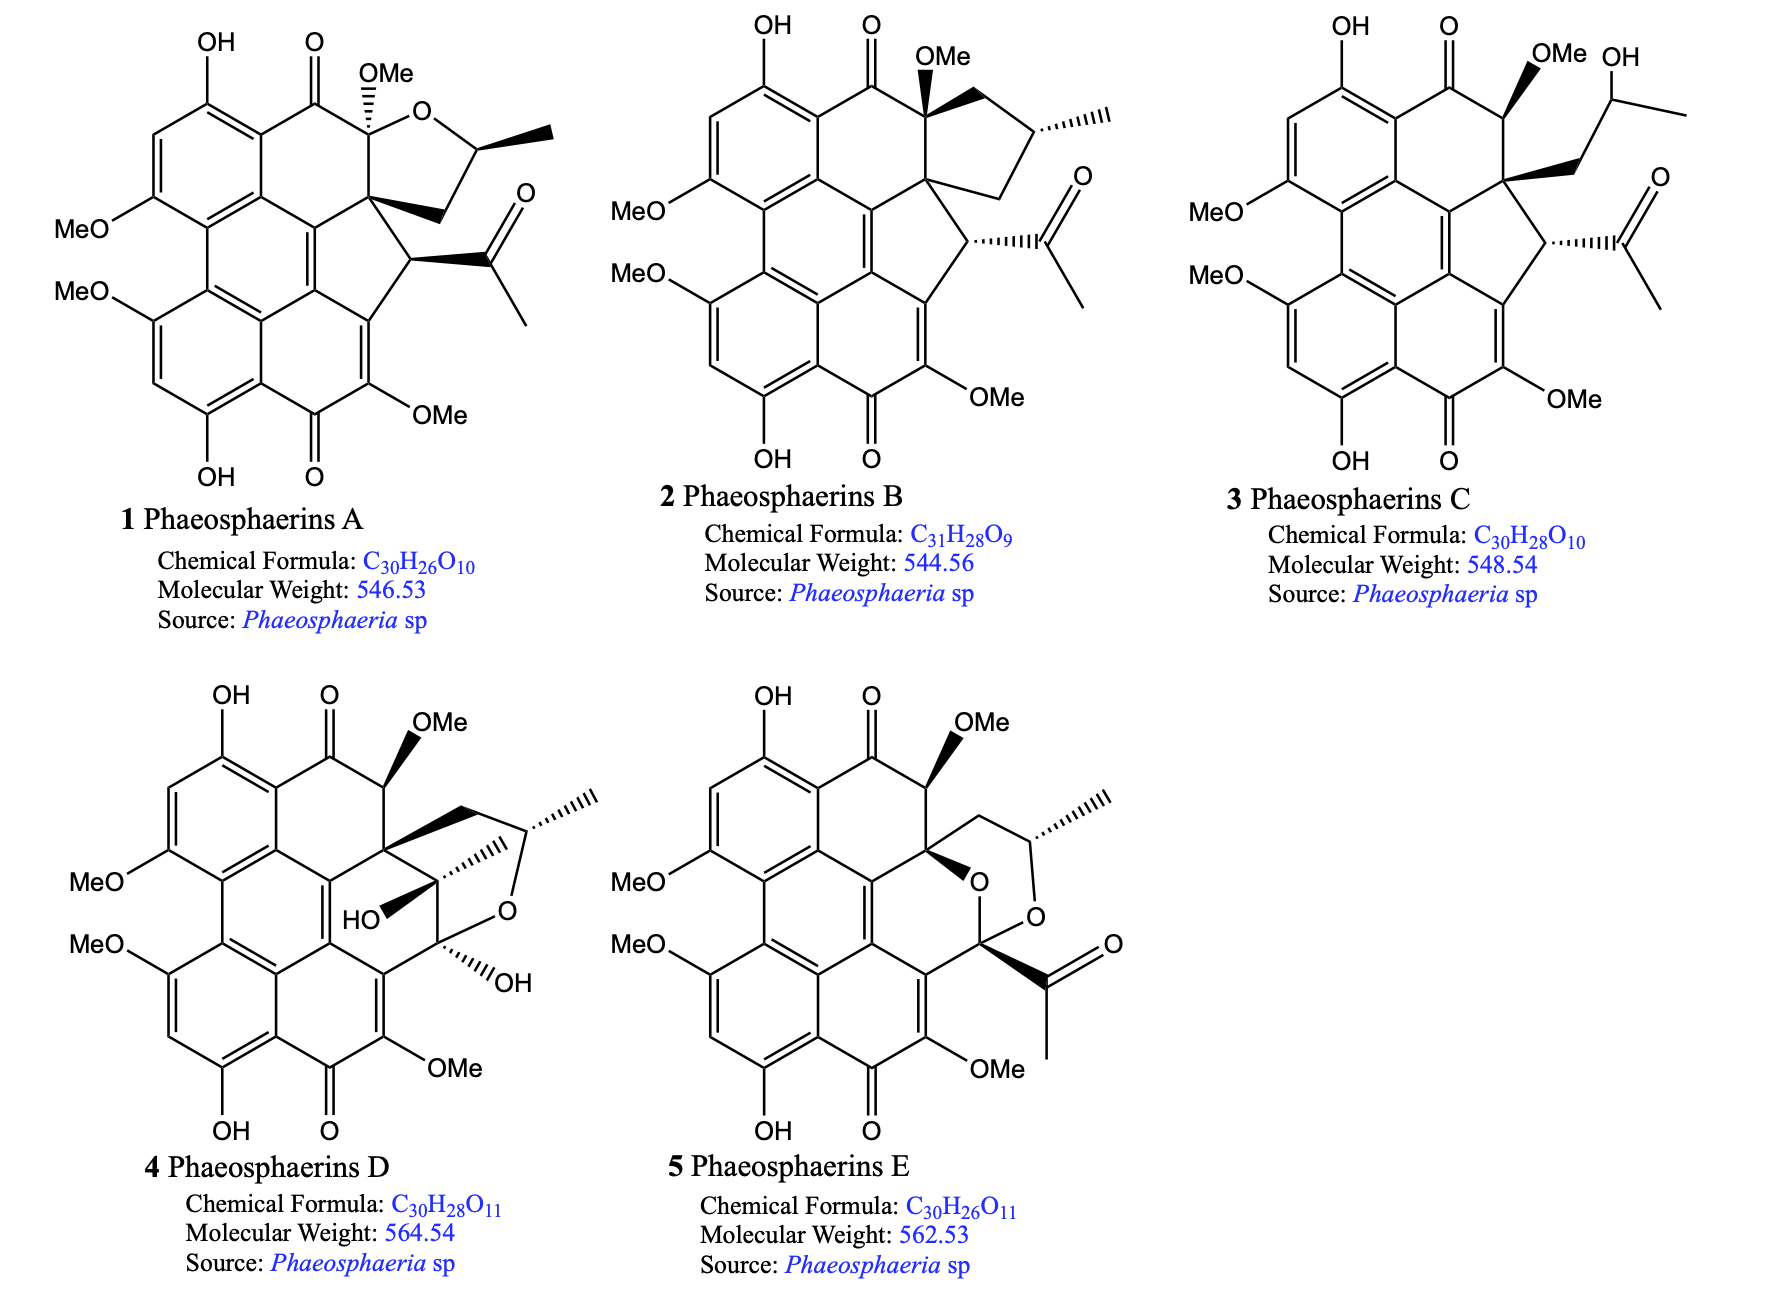 OH
O
OMe
O
O
MeO
MeO
OMe
OH
O
1 Phaeosphaerins A
Chemical Formula: C30H26O10
Molecular Weight: 546.53
Source: Phaeosphaeria sp
OH
O
OMe
O
MeO
MeO
OMe
OH
O
2 Phaeosphaerins B
Chemical Formula: C31H28O9
Molecular Weight: 544.56
Source: Phaeosphaeria sp
OH
O
OMe
OH
O
MeO
MeO
OMe
OH
O
3 Phaeosphaerins C
Chemical Formula: C30H28O10
Molecular Weight: 548.54
Source: Phaeosphaeria sp
OH
O
OMe
MeO
HO
O
MeO
OH
OMe
OH
O
4 Phaeosphaerins D
Chemical Formula: C30H28O11
Molecular Weight: 564.54
Source: Phaeosphaeria sp
OH
O
OMe
MeO
O
O
MeO
O
OMe
OH
O
5 Phaeosphaerins E
Chemical Formula: C30H26O11
Molecular Weight: 562.53
Source: Phaeosphaeria sp